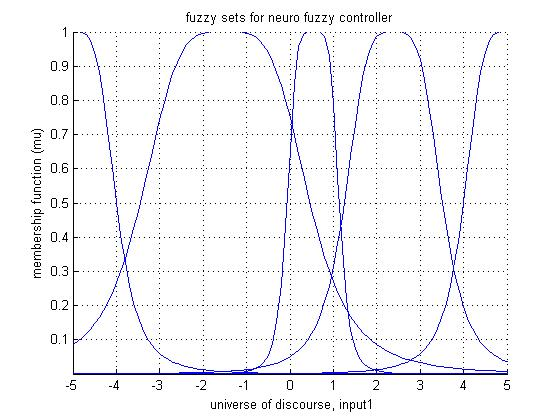 fuzzy sets for neuro fuzzy controller
1
0.9
0.8
0.7
0.6
0.5
0.4
0.3
0.2
0.1
membership function (mu)
-5 -4 -3 -2 -1 0 1 2 3 4 5
universe of discourse, input1